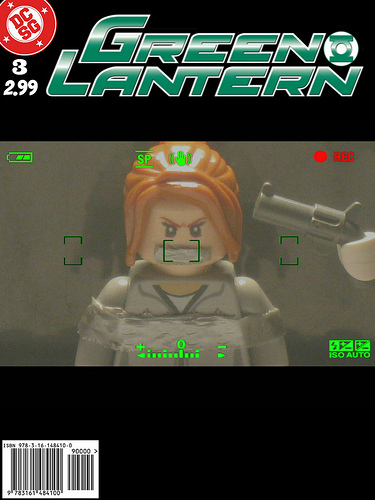 DC
SG
GREEN
LANTERN
3
2.99
SP
REC
+ 0 -
ISO AUTO
ISBN 978-3-16-148410-0
90000 >
9 783161 484100